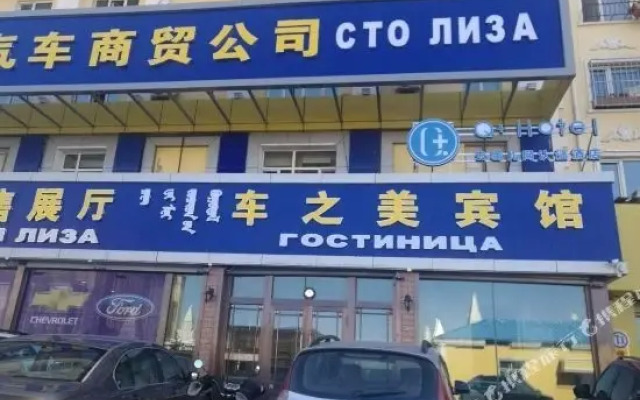 汽车商贸公司 СТО ЛИЗА
Q+Hotel
售展厅 车之美宾馆
ЛИЗА ГОСТИНИЦА
CHEVROLET
Ford